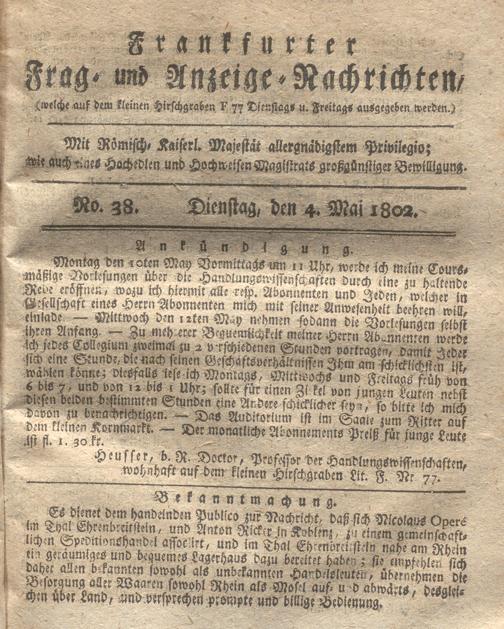 Frankfurter
Frag- und Anzeige-Nachrichten,
(welche auf dem kleinen Hirschgraben F 77 Dienstags u. Freitags ausgegeben werden.)
Mit Römisch-Kaiserl. Majestät allergnädigstem Privilegio;
wie auch eines Hochedlen und Hochweisen Magistrats großgünstiger Bewilligung.
No. 38. Dienstag, den 4. Mai 1802.
Ankündigung.
Montag den 10ten May Vormittags um 11 Uhr, werde ich meine Cours-
mäßige Vorlesungen über die Handlungswissenschaften durch eine zu haltende
Rede eröffnen, wozu ich hiermit alle resp. Abonnenten und Jeden, welcher in
Gesellschaft eines Herrn Abonnenten mich mit seiner Anwesenheit beehren will,
einlade. — Mittwoch den 12ten May nehmen sodann die Vorlesungen selbst
ihren Anfang. — Zu mehrerer Bequemlichkeit meiner Herrn Abonnenten werde
ich jedes Collegium zweimal zu 2 verschiedenen Stunden vortragen, damit Jeder
sich eine Stunde, die nach seinen Geschäftsverhältnissen Ihm am schicklichsten ist,
wählen könne; diesfalls lese ich Montags, Mittwochs und Freitags früh von
6 bis 7, und von 12 bis 1 Uhr; sollte für einen Zirkel von jungen Leuten nebst
diesen beiden bestimmten Stunden eine Andere schicklicher seyn, so bitte ich mich
davon zu benachrichtigen. — Das Auditorium ist im Saale zum Ritter auf
dem kleinen Kornmarkt. — Der monatliche Abonnements Preiß für junge Leute
ist fl. 1. 30 kr.
Heusser, b. R. Doctor, Professor der Handlungswissenschaften,
wohnhaft auf dem kleinen Hirschgraben Lit. F. Nr 77.
Bekanntmachung.
Es dienet dem handelnden Publico zur Nachricht, daß sich Nicolaus Operé
im Thal Ehrenbreitstein, und Anton Ricker in Koblenz, zu einem gemeinschaft-
lichen Speditionshandel associirt, und im Thal Ehrenbreitstein nahe am Rhein
ein geräumiges und bequemes Lagerhaus dazu bereitet haben; sie empfehlen sich
daher allen bekannten sowohl als unbekannten Handelsleuten, übernehmen die
Besorgung aller Waaren sowohl Rhein als Mosel auf- und abwärts, desglei-
chen über Land, und versprechen prompte und billige Bedienung.